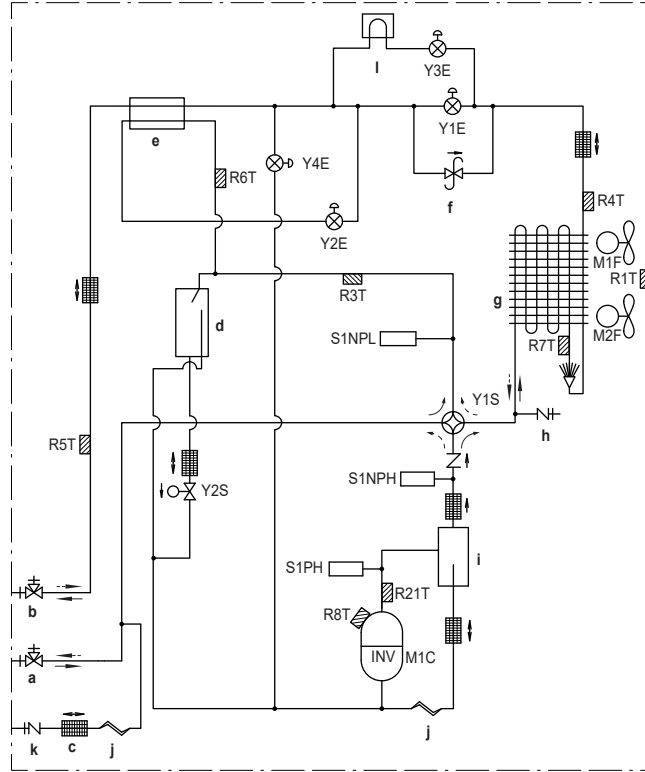 l
Y3E
Y1E
e
R6T
Y4E
f
R4T
Y2E
M1F
R1T
g
R3T
d
M2F
S1NPL
R7T
Y1S
h
R5T
S1NPH
Y2S
i
S1PH
R21T
b
R8T
INV
M1C
a
j
k
c
j